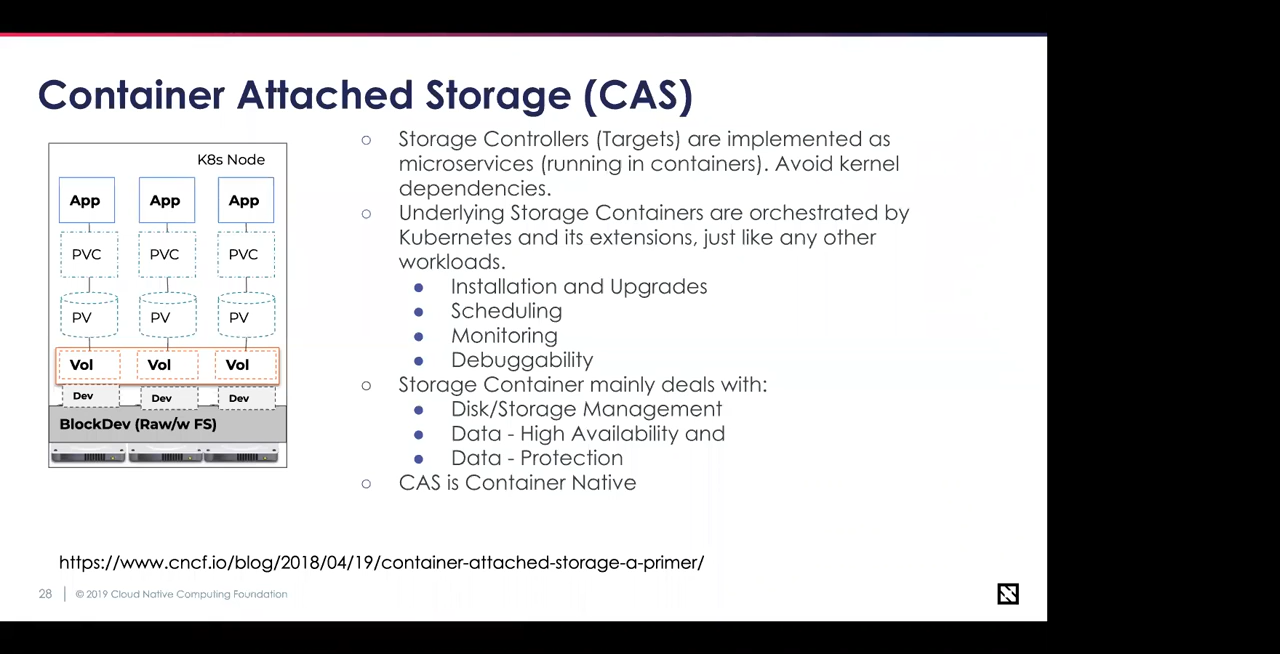 Container Attached Storage (CAS)
K8s Node
App App App
PVC PVC PVC
PV PV PV
Vol Vol Vol
Dev Dev Dev
BlockDev (Raw/w FS)
○ Storage Controllers (Targets) are implemented as
microservices (running in containers). Avoid kernel
dependencies.
○ Underlying Storage Containers are orchestrated by
Kubernetes and its extensions, just like any other
workloads.
● Installation and Upgrades
● Scheduling
● Monitoring
● Debuggability
○ Storage Container mainly deals with:
● Disk/Storage Management
● Data - High Availability and
● Data - Protection
○ CAS is Container Native
https://www.cncf.io/blog/2018/04/19/container-attached-storage-a-primer/
28 | © 2019 Cloud Native Computing Foundation